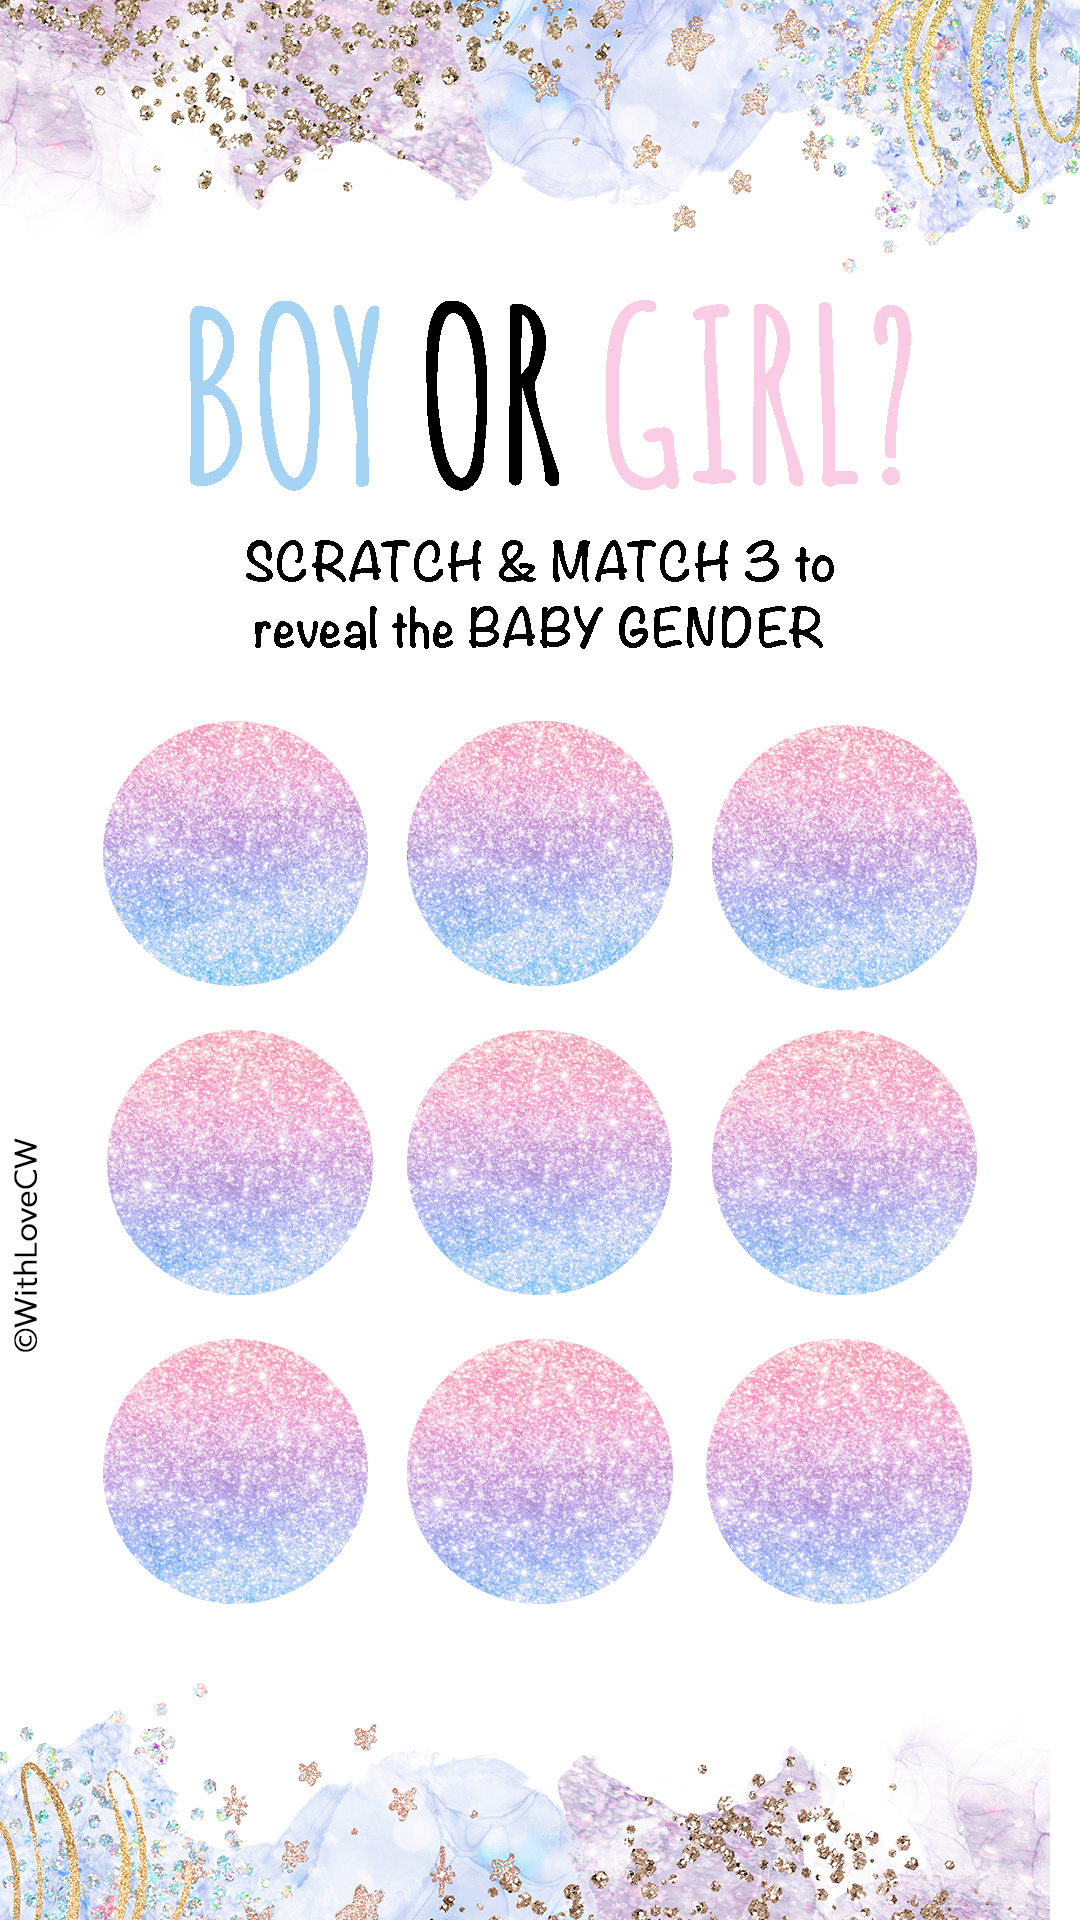 BOY OR GIRL?
SCRATCH & MATCH 3 to
reveal the BABY GENDER
©WithLoveCW